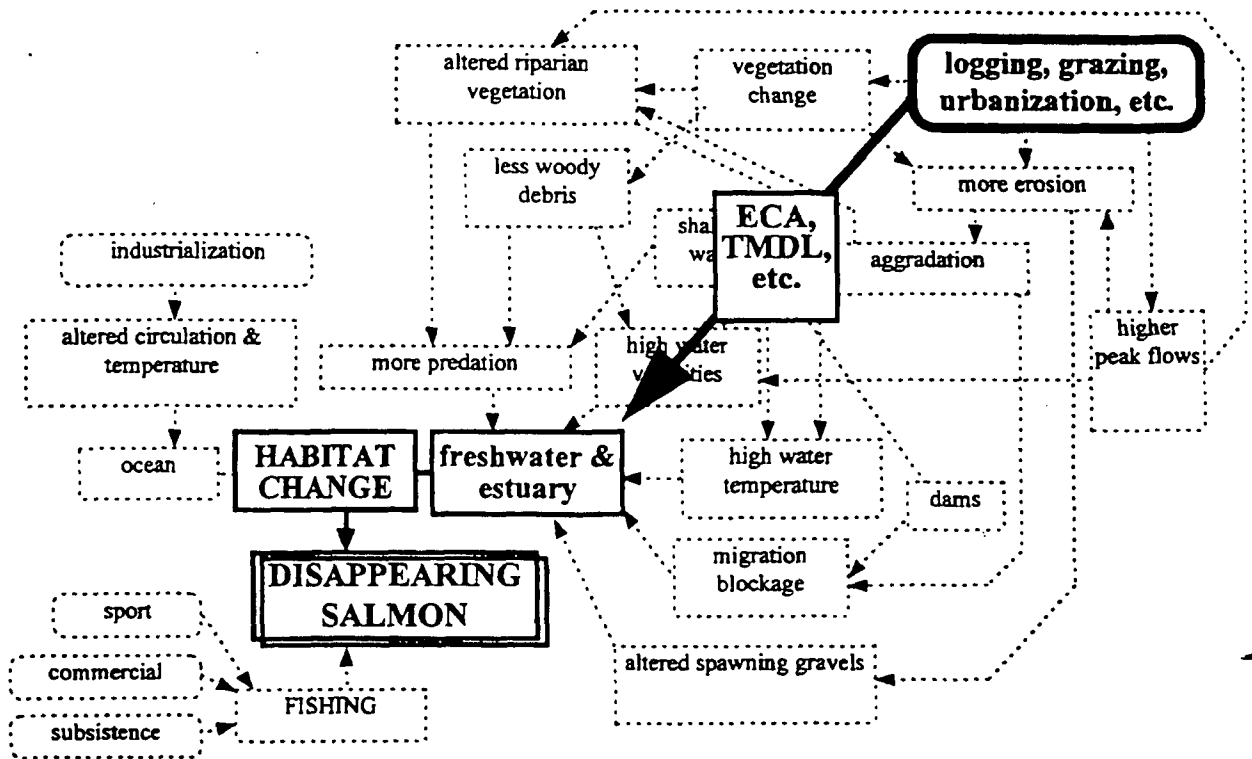 altered riparian
vegetation
vegetation
change
logging, grazing,
urbanization, etc.
less woody
debris
more erosion
ECA,
TMDL,
etc.
aggradation
industrialization
altered circulation &
temperature
more predation
high water
higher
peak flows
ocean
HABITAT
CHANGE
freshwater &
estuary
high water
temperature
dams
migration
blockage
DISAPPEARING
SALMON
sport
commercial
subsistence
FISHING
altered spawning gravels